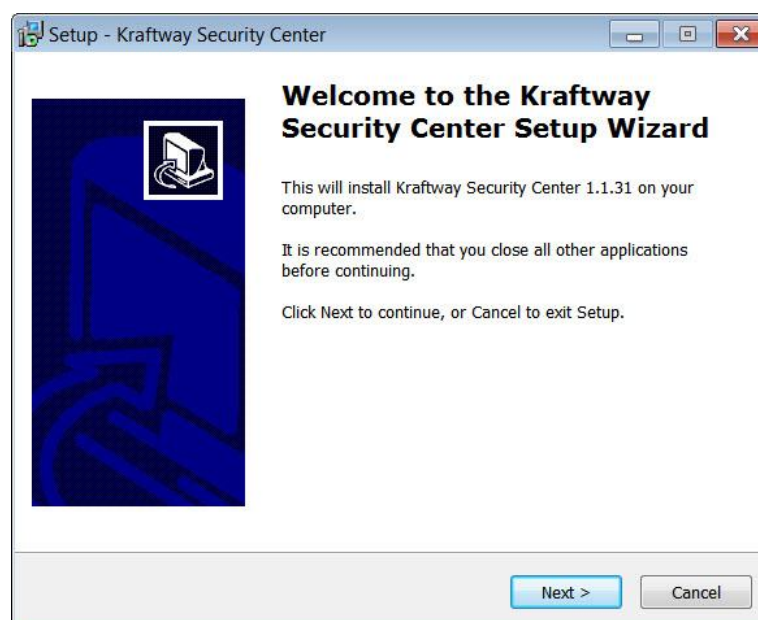 Setup - Kraftway Security Center
Welcome to the Kraftway
Security Center Setup Wizard
This will install Kraftway Security Center 1.1.31 on your
computer.
It is recommended that you close all other applications
before continuing.
Click Next to continue, or Cancel to exit Setup.
Next >
Cancel